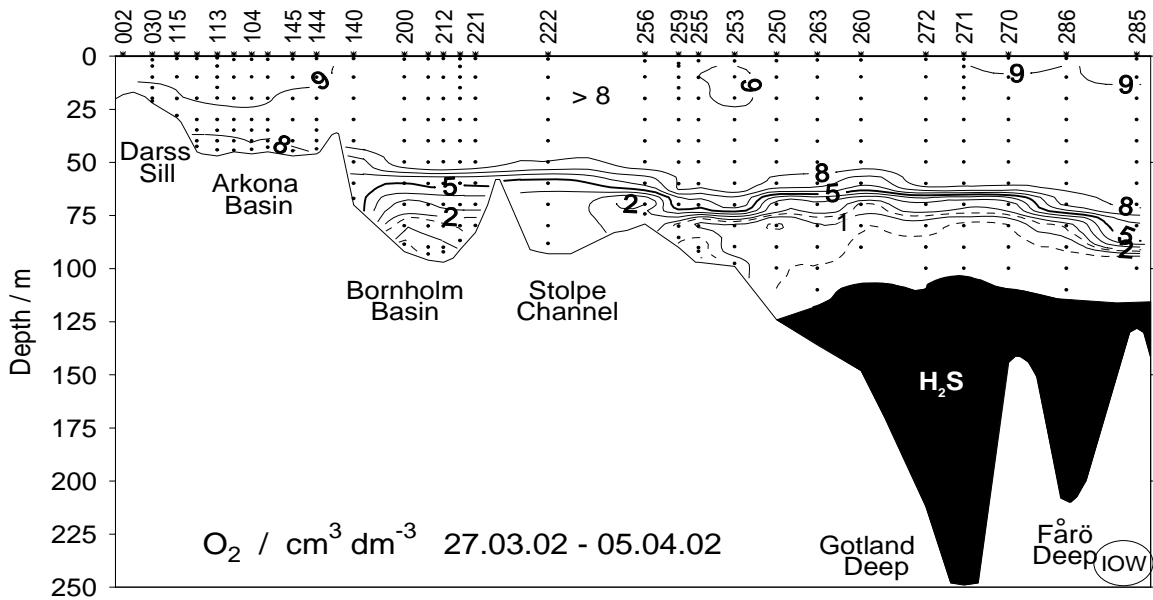 002 030 115 113 104 145 144 140 200 212 221 222 256 259 255 253 250 263 260 272 271 270 286 285
0
25
50
75
100
125
150
175
200
225
250
Depth / m
9
9
9
9
> 8
8
8
8
5
5
5
2
2
2
1
Darss
Sill
Arkona
Basin
Bornholm
Basin
Stolpe
Channel
H₂S
Gotland
Deep
Fårö
Deep
IOW
O₂ / cm³ dm⁻³ 27.03.02 - 05.04.02